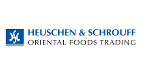 HEUSCHEN & SCHROUFF
ORIENTAL FOODS TRADING